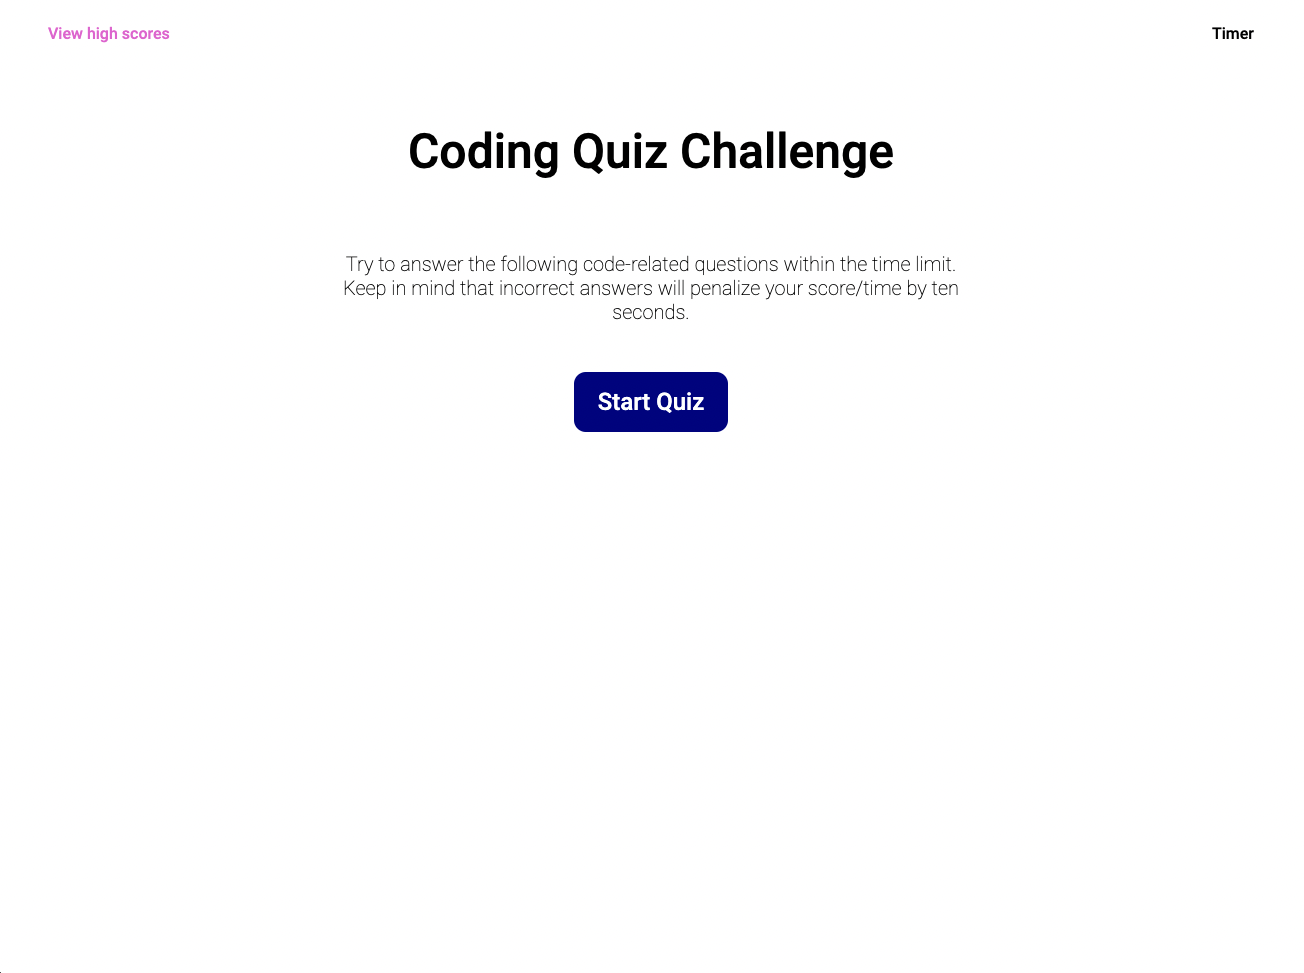 View high scores
Timer
Coding Quiz Challenge
Try to answer the following code-related questions within the time limit.
Keep in mind that incorrect answers will penalize your score/time by ten
seconds.
Start Quiz